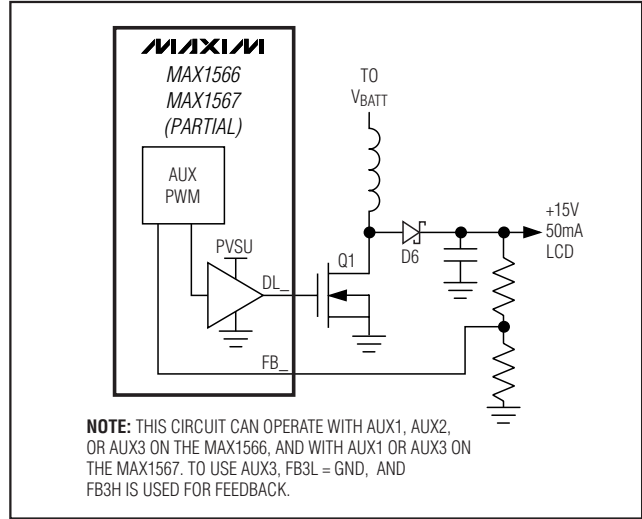 MAXIM
MAX1566
MAX1567
(PARTIAL)
TO
VBATT
AUX
PWM
PVSU
DL_
Q1
D6
+15V
50mA
LCD
FB_
NOTE: THIS CIRCUIT CAN OPERATE WITH AUX1, AUX2,
OR AUX3 ON THE MAX1566, AND WITH AUX1 OR AUX3 ON
THE MAX1567. TO USE AUX3, FB3L = GND, AND
FB3H IS USED FOR FEEDBACK.